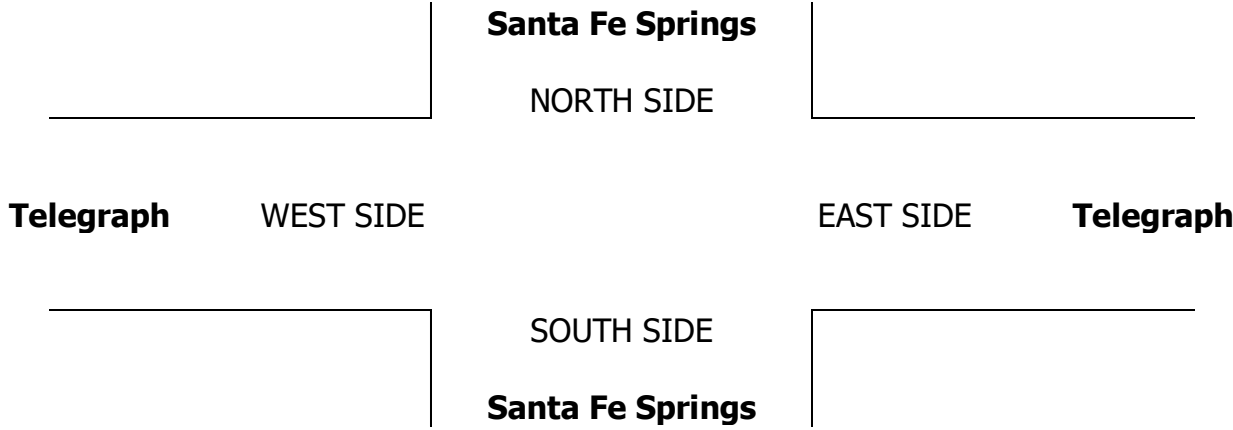 Santa Fe Springs
NORTH SIDE
Telegraph WEST SIDE EAST SIDE Telegraph
SOUTH SIDE
Santa Fe Springs